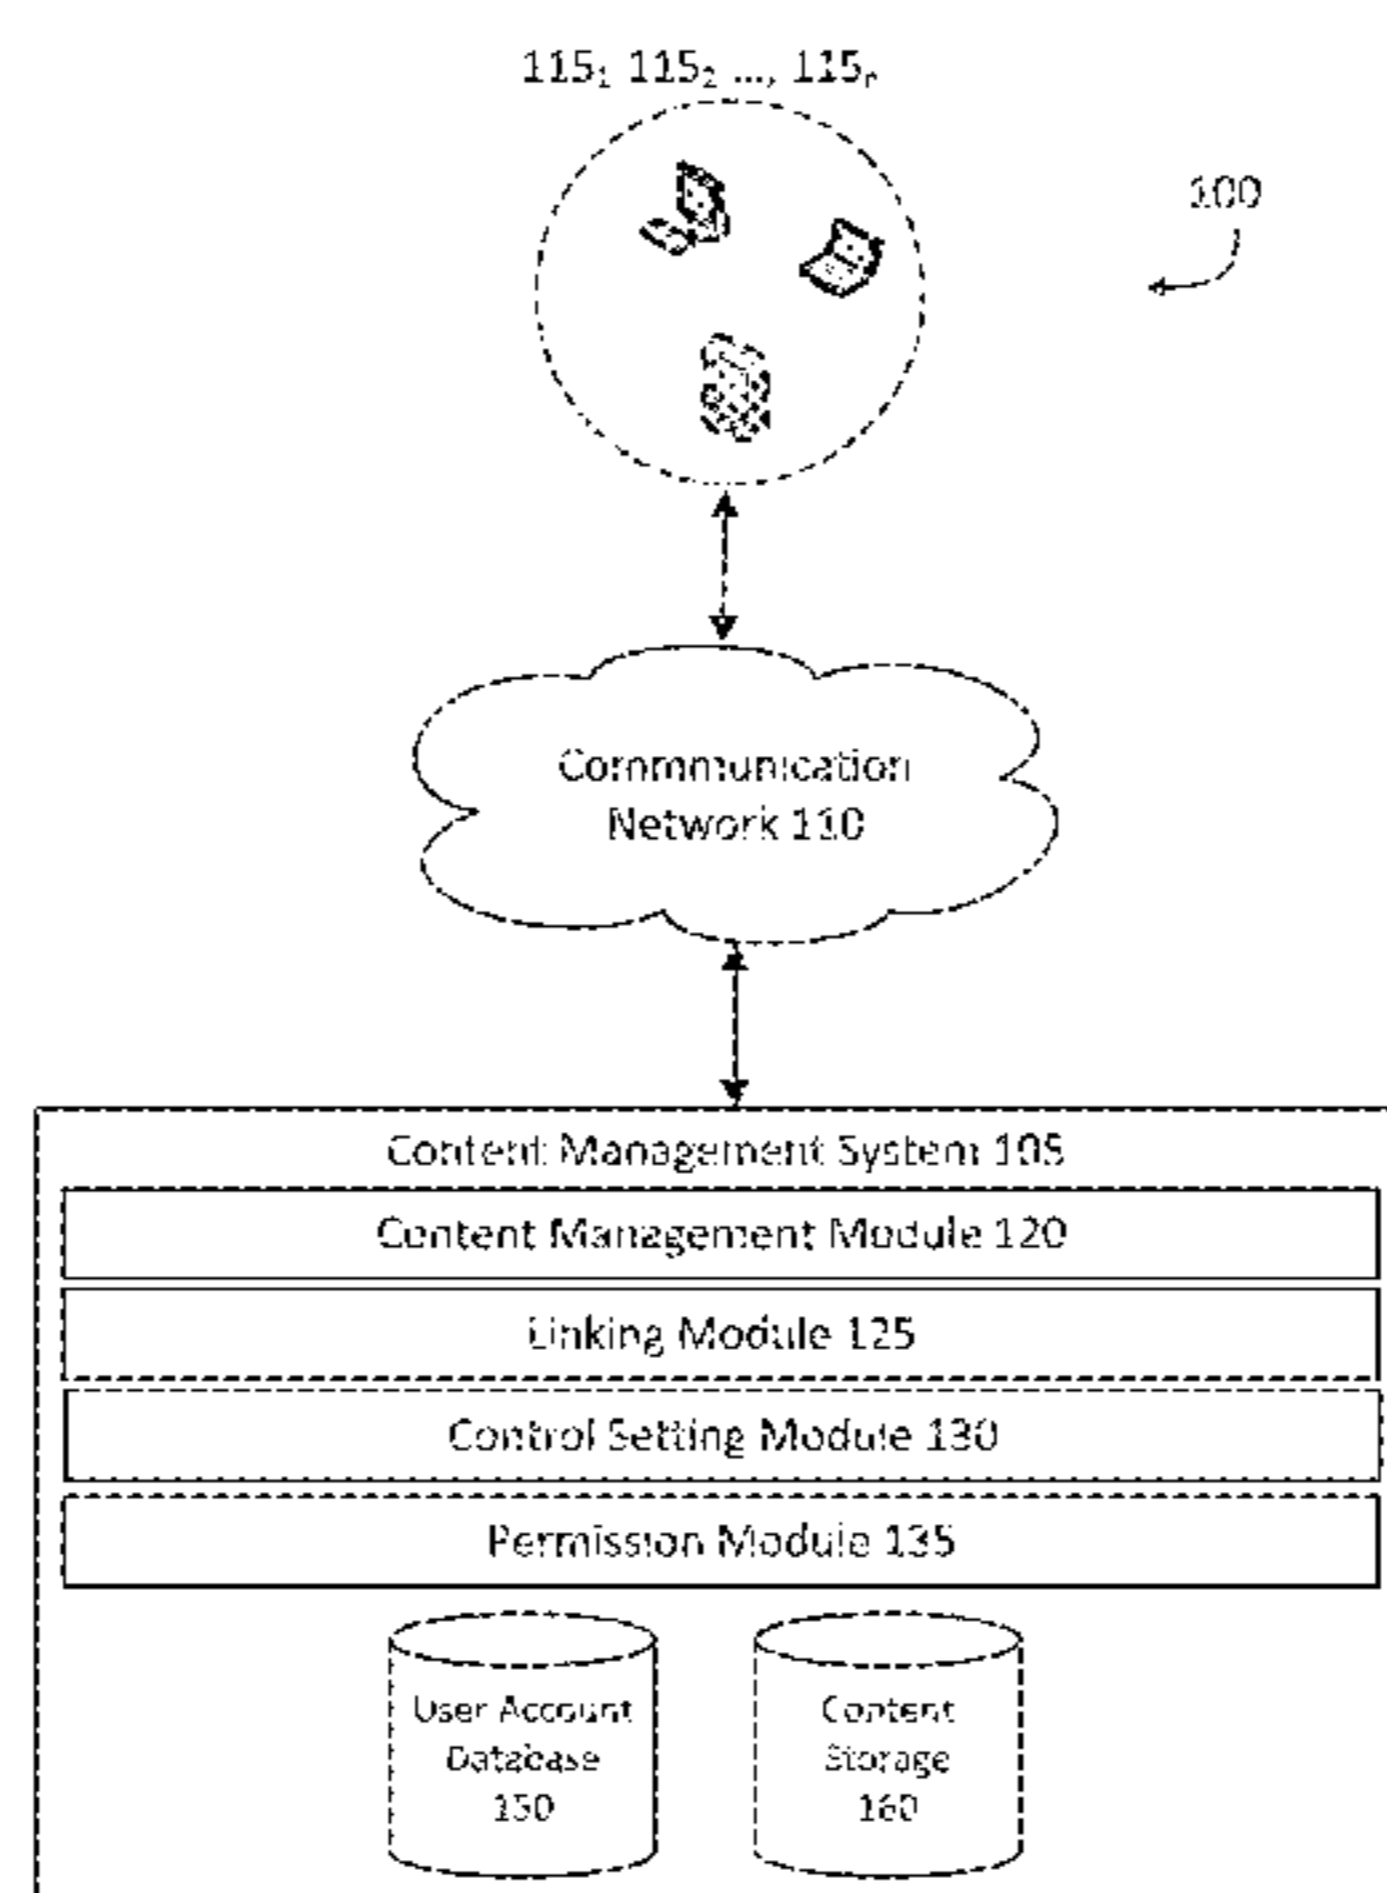 115₁ 115₂ ..., 115ₙ
100
Commmunication
Network 110
Content Management System 105
Content Management Module 120
Linking Module 125
Control Setting Module 130
Permission Module 135
User Account
Database
150
Content
Storage
160